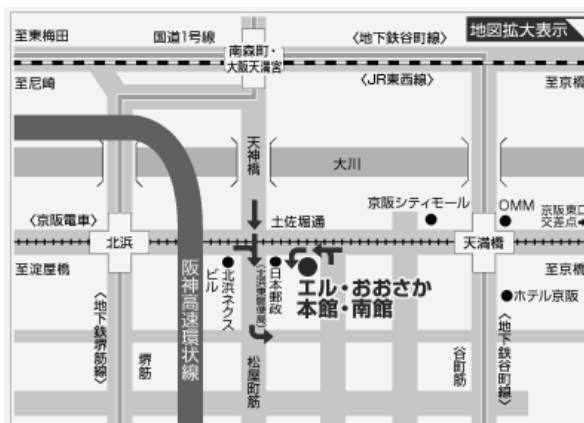 地図拡大表示
至東梅田
国道1号線
南森町・
大阪天満宮
〈地下鉄谷町線〉
至尼崎
〈JR東西線〉
至京橋
天神橋
大川
京阪シティモール
OMM
京阪東口
交差点
〈京阪電車〉
土佐堀通
北浜
天満橋
至淀屋橋
至京橋
阪神高速環状線
北浜ネクス
ビル
〈北浜東郵便局〉
日本郵政
エル・おおさか
本館・南館
ホテル京阪
〈地下鉄堺筋線〉
堺筋
松屋町筋
谷町筋
〈地下鉄谷町線〉